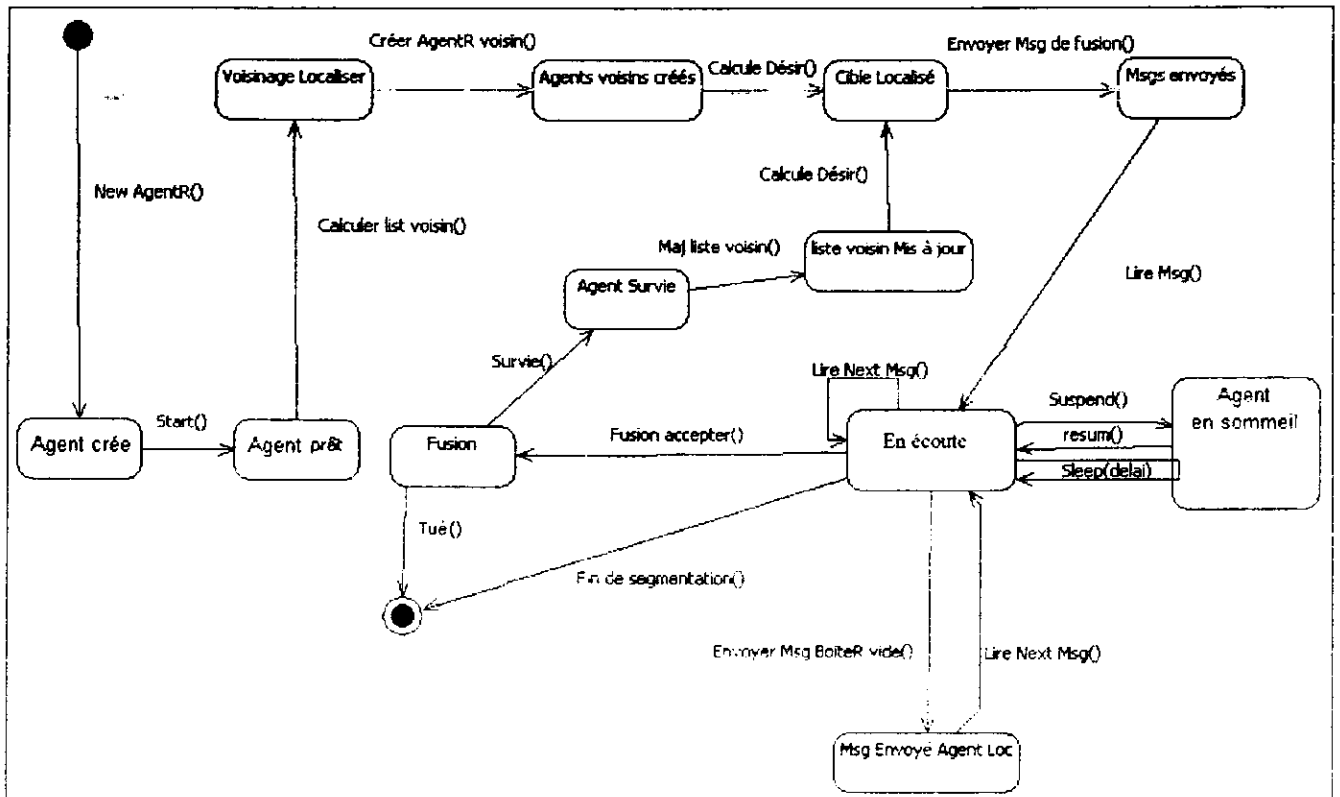 Créer AgentR voisin()
Envoyer Msg de fusion()
Voisinage Localiser
Agents voisins créés
Calcule Désir()
Cible Localisé
Msgs envoyés
New AgentR()
Calculer list voisin()
Calcule Désir()
Maj liste voisin()
liste voisin Mis à jour
Agent Survie
Lire Msg()
Survie()
Lire Next Msg()
Agent crée
Start()
Agent prêt
Fusion
Fusion accepter()
En écoute
Suspend()
resum()
Sleep(delai)
Agent
en sommeil
Tué()
Fin de segmentation()
Envoyer Msg BoiteR vide()
Lire Next Msg()
Msg Envoyé Agent Loc